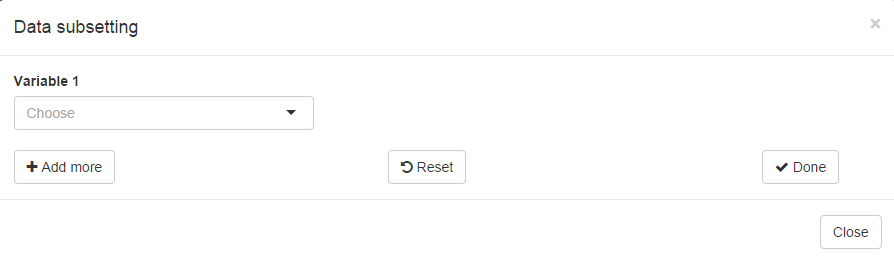 Data subsetting
×
Variable 1
Choose
Add more
Reset
Done
Close